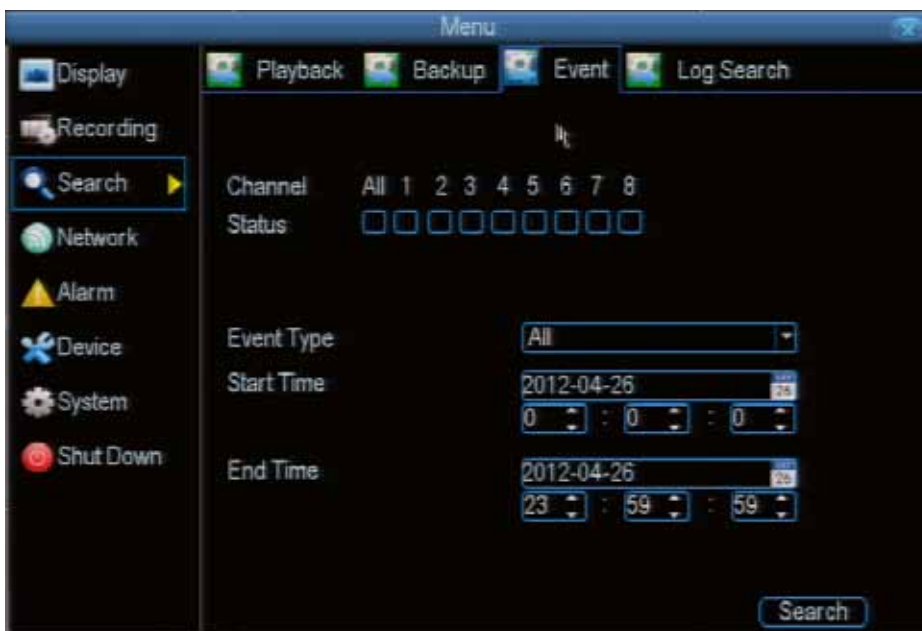 Menu
Display
Recording
Search
Network
Alarm
Device
System
Shut Down
Playback Backup Event Log Search
Channel All 1 2 3 4 5 6 7 8
Status
Event Type All
Start Time 2012-04-26 26
0 : 0 : 0
End Time 2012-04-26 26
23 : 59 : 59
Search